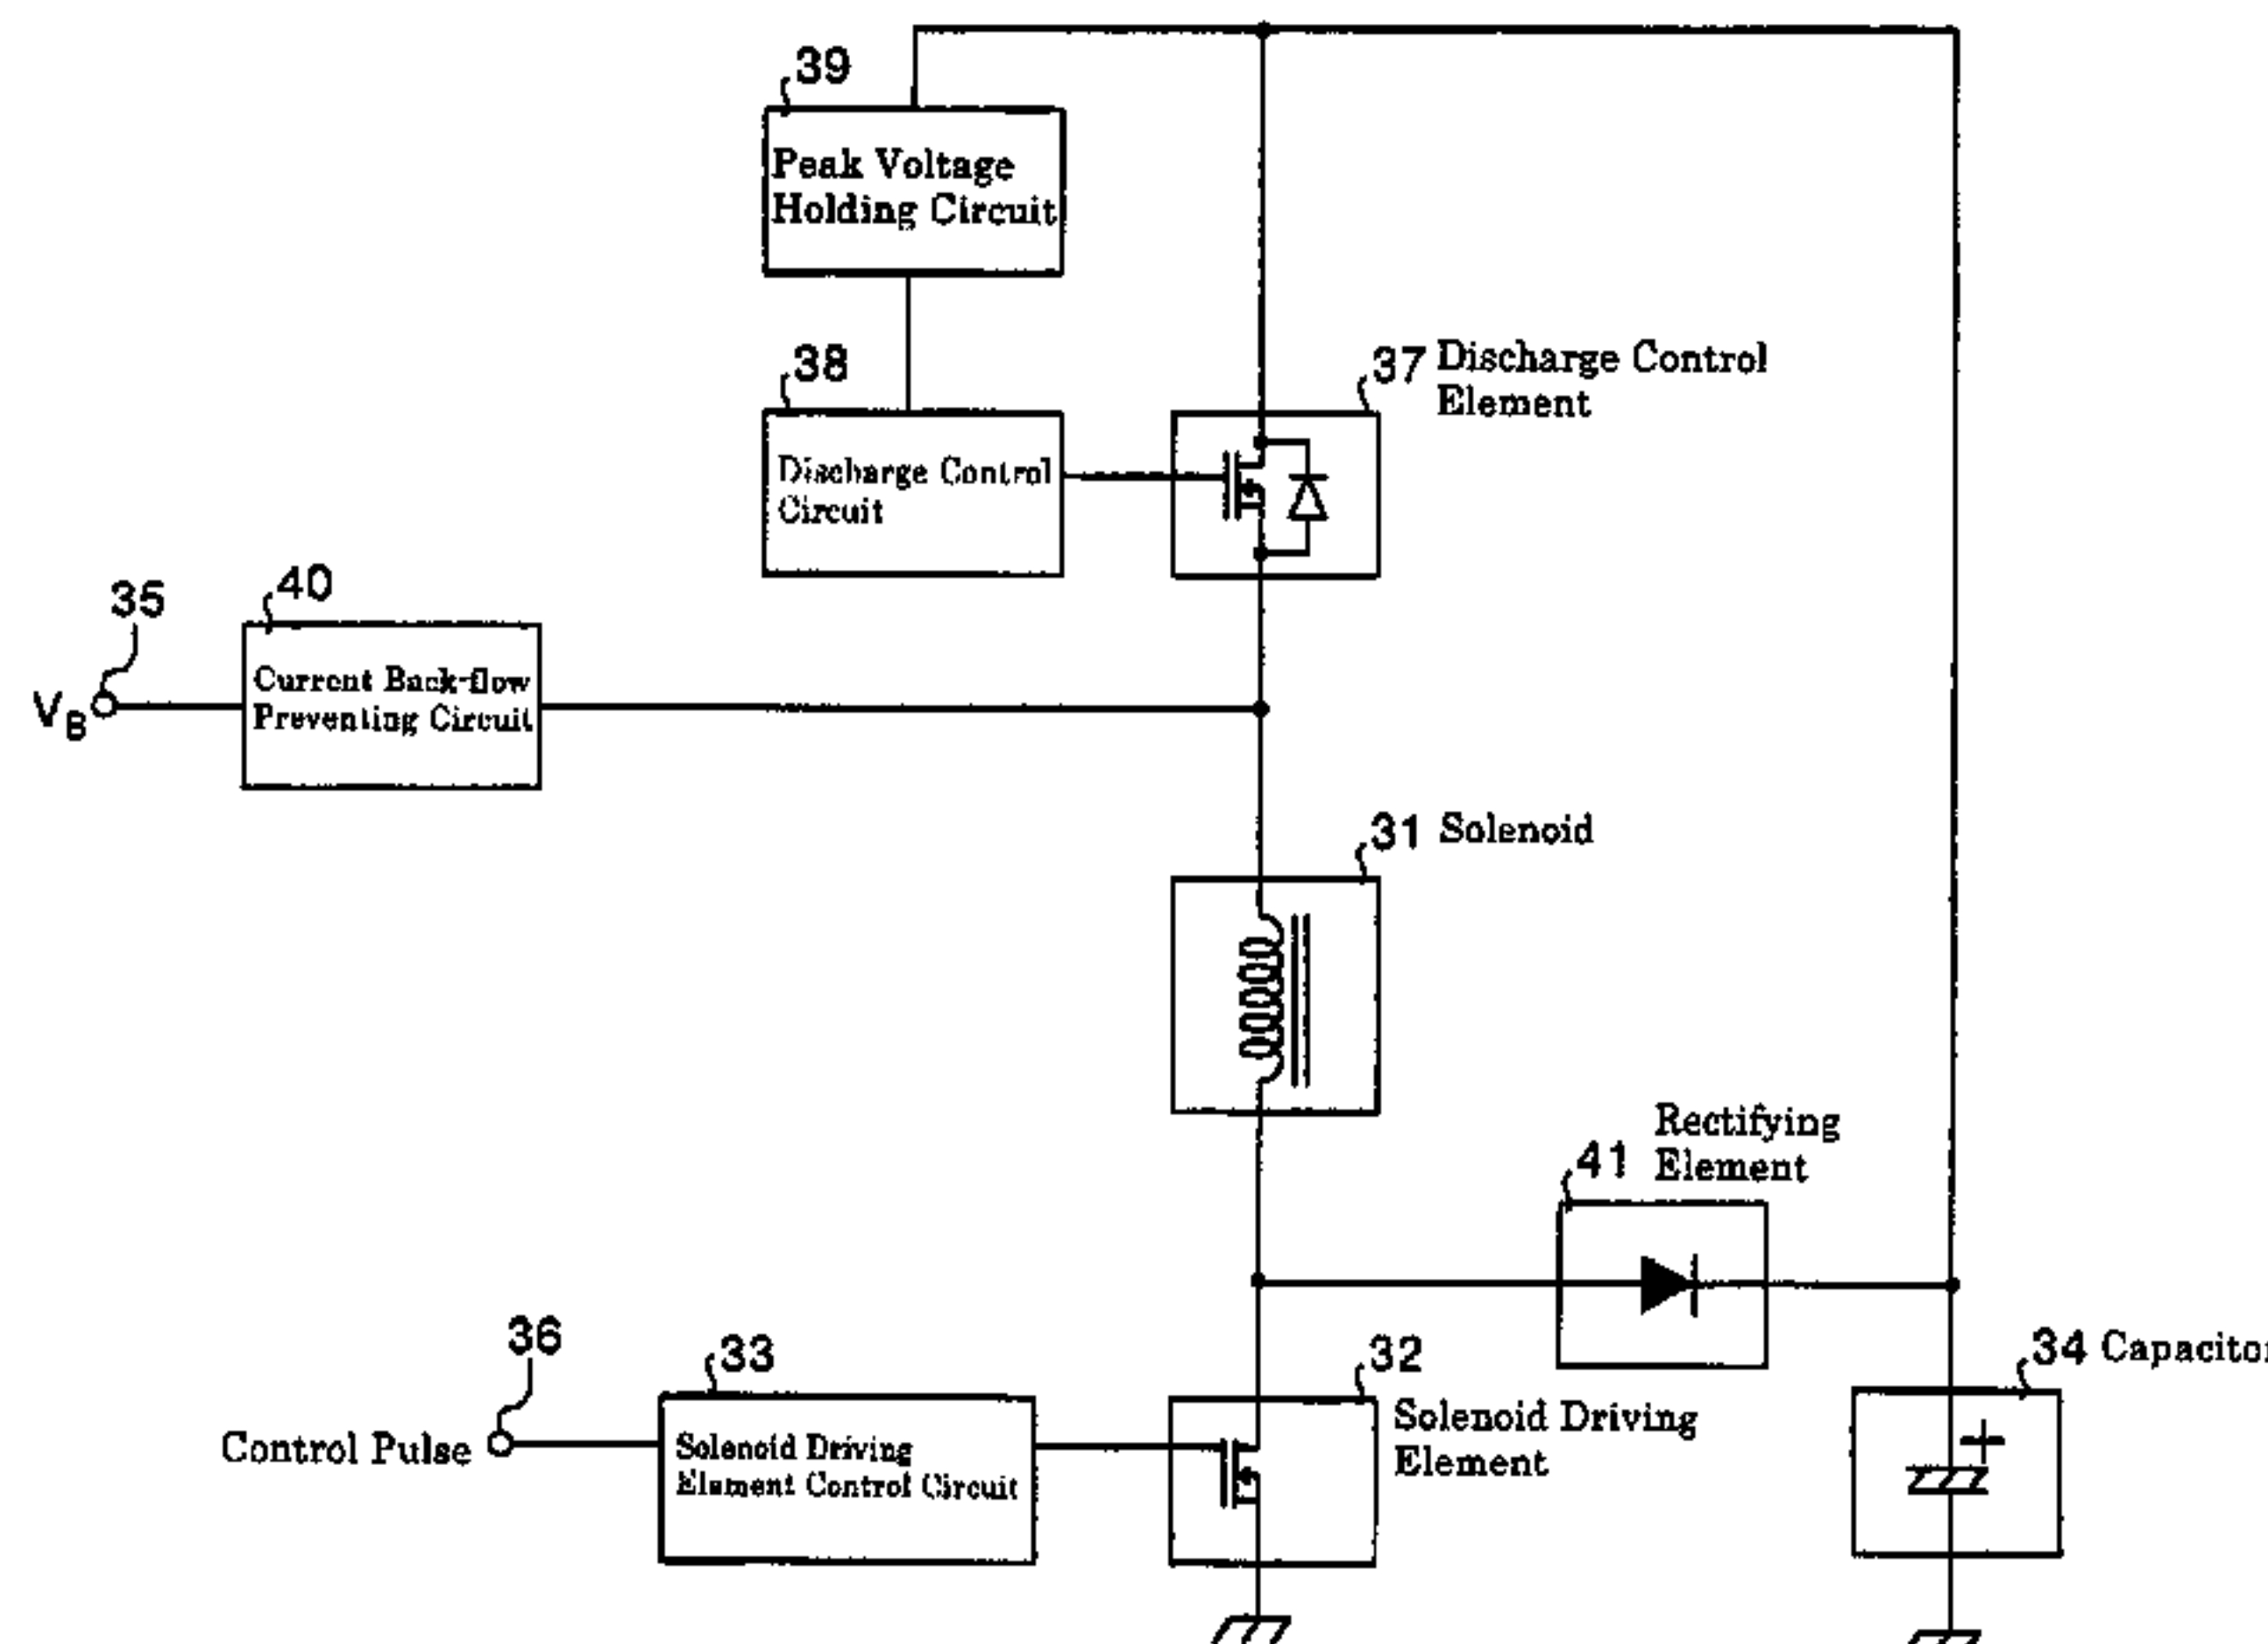 39
Peak Voltage
Holding Circuit
38
Discharge Control
Circuit
37 Discharge Control
Element
35
40
VB
Current Back-flow
Preventing Circuit
31 Solenoid
Rectifying
41 Element
36
33
32
34 Capacitor
Control Pulse
Solenoid Driving
Element Control Circuit
Solenoid Driving
Element
+